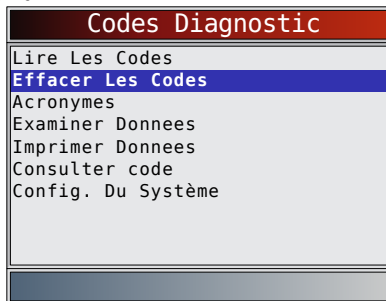 Codes Diagnostic
Lire Les Codes
Effacer Les Codes
Acronymes
Examiner Donnees
Imprimer Donnees
Consulter code
Config. Du Système